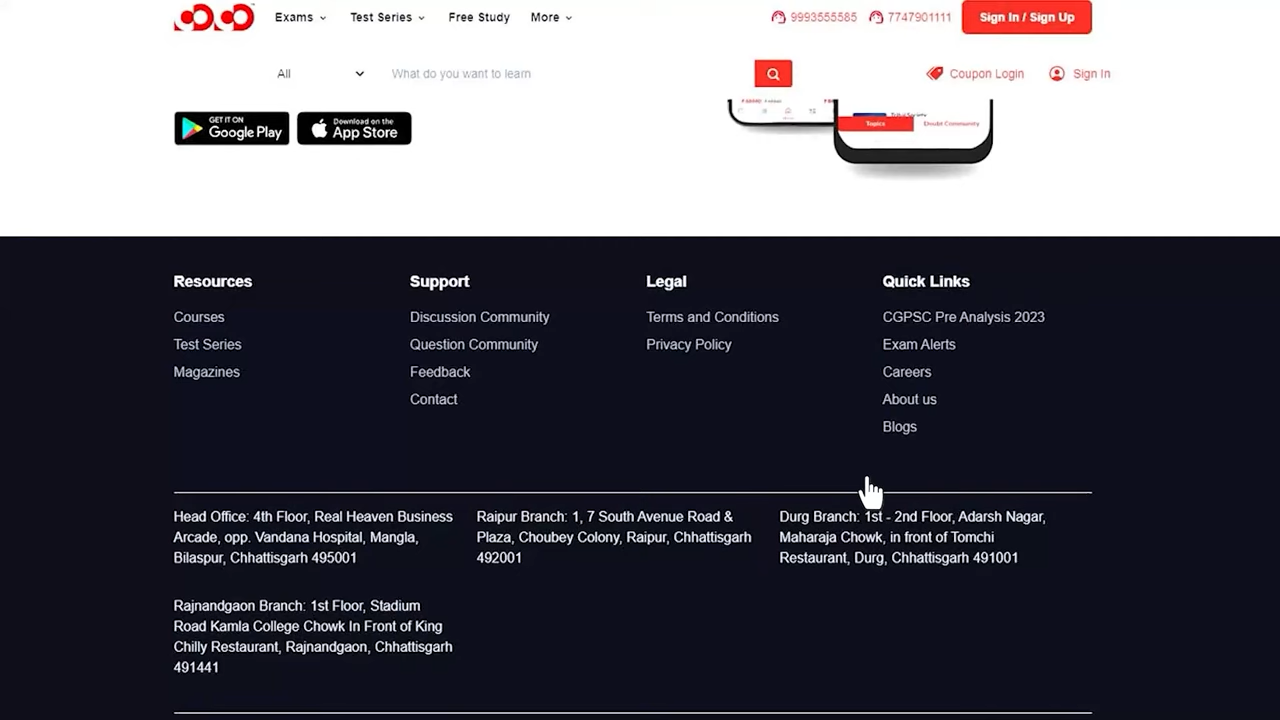 Exams Test Series Free Study More 9993555585 7747901111 Sign In / Sign Up
All What do you want to learn Coupon Login Sign In
GET IT ON Google Play Download on the App Store
Topics Doubt Community
Resources
Courses
Test Series
Magazines
Support
Discussion Community
Question Community
Feedback
Contact
Legal
Terms and Conditions
Privacy Policy
Quick Links
CGPSC Pre Analysis 2023
Exam Alerts
Careers
About us
Blogs
Head Office: 4th Floor, Real Heaven Business
Arcade, opp. Vandana Hospital, Mangla,
Bilaspur, Chhattisgarh 495001
Raipur Branch: 1, 7 South Avenue Road &
Plaza, Choubey Colony, Raipur, Chhattisgarh
492001
Durg Branch: 1st - 2nd Floor, Adarsh Nagar,
Maharaja Chowk, in front of Tomchi
Restaurant, Durg, Chhattisgarh 491001
Rajnandgaon Branch: 1st Floor, Stadium
Road Kamla College Chowk In Front of King
Chilly Restaurant, Rajnandgaon, Chhattisgarh
491441